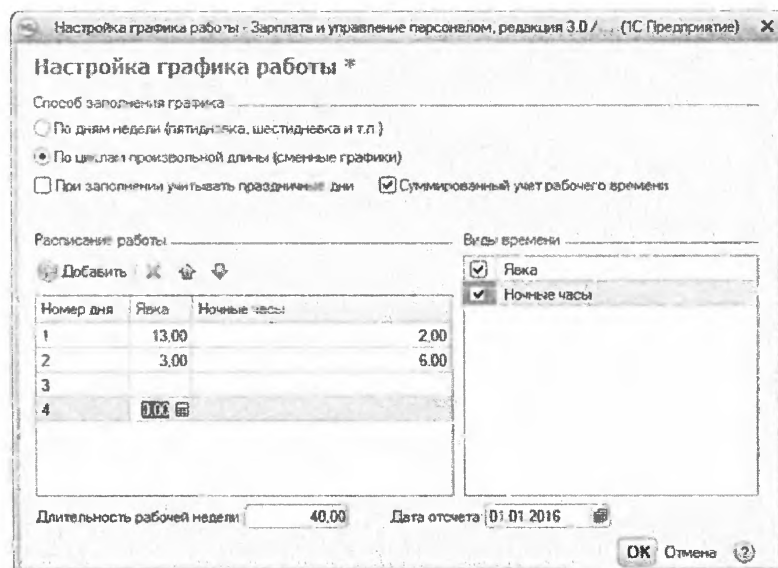 Настройка графика работы - Зарплата и управление персоналом, редакция 3.0 / ... (1С Предприятие)
Настройка графика работы *
Способ заполнения графика
По дням недели (пятидневка, шестидневка и т.п.)
По циклам произвольной длины (сменные графики)
При заполнении учитывать праздничные дни Суммированный учет рабочего времени
Расписание работы Виды времени
Добавить
Явка
Ночные часы
Номер дня Явка Ночные часы
1 13,00 2,00
2 3,00 6.00
3
4 0,00
Длительность рабочей недели: 40,00 Дата отсчета: 01.01.2016
ОК Отмена ?